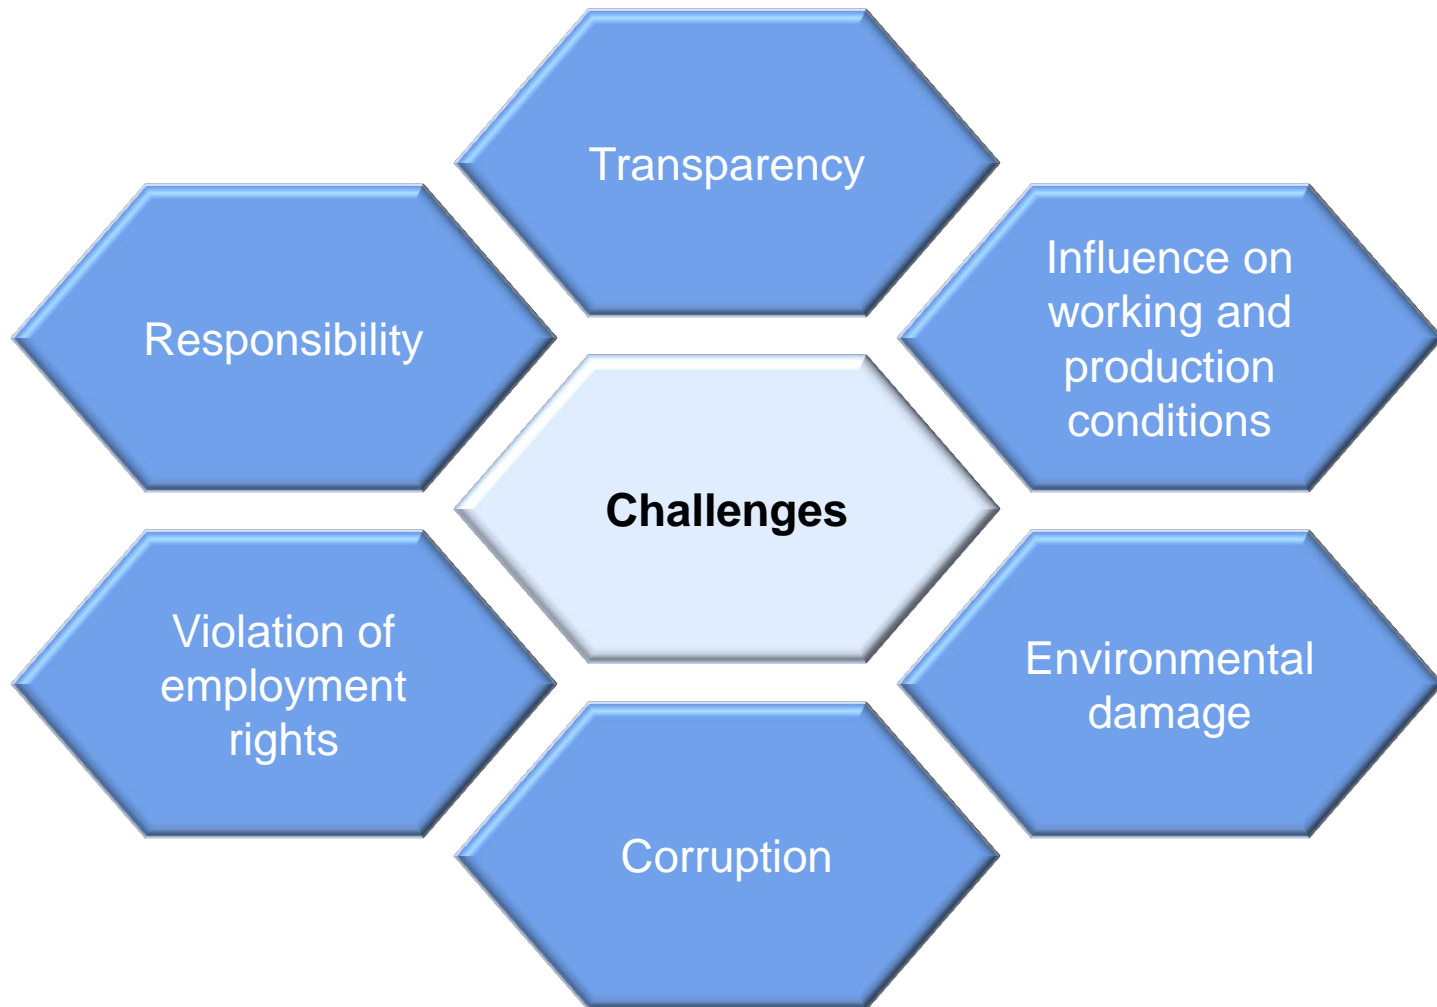 Transparency
Influence on
working and
production
conditions
Responsibility
Challenges
Violation of
employment
rights
Environmental
damage
Corruption